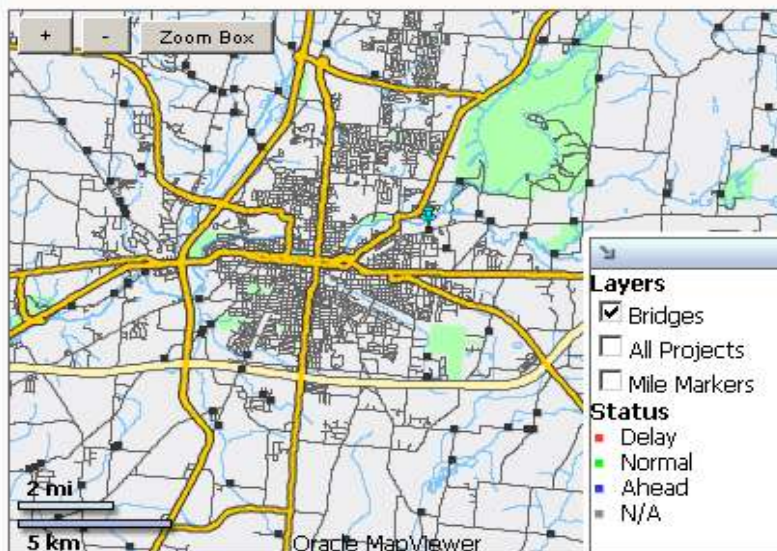 + - Zoom Box
Layers
Bridges
All Projects
Mile Markers
Status
Delay
Normal
Ahead
N/A
2 mi
5 km
Oracle MapViewer